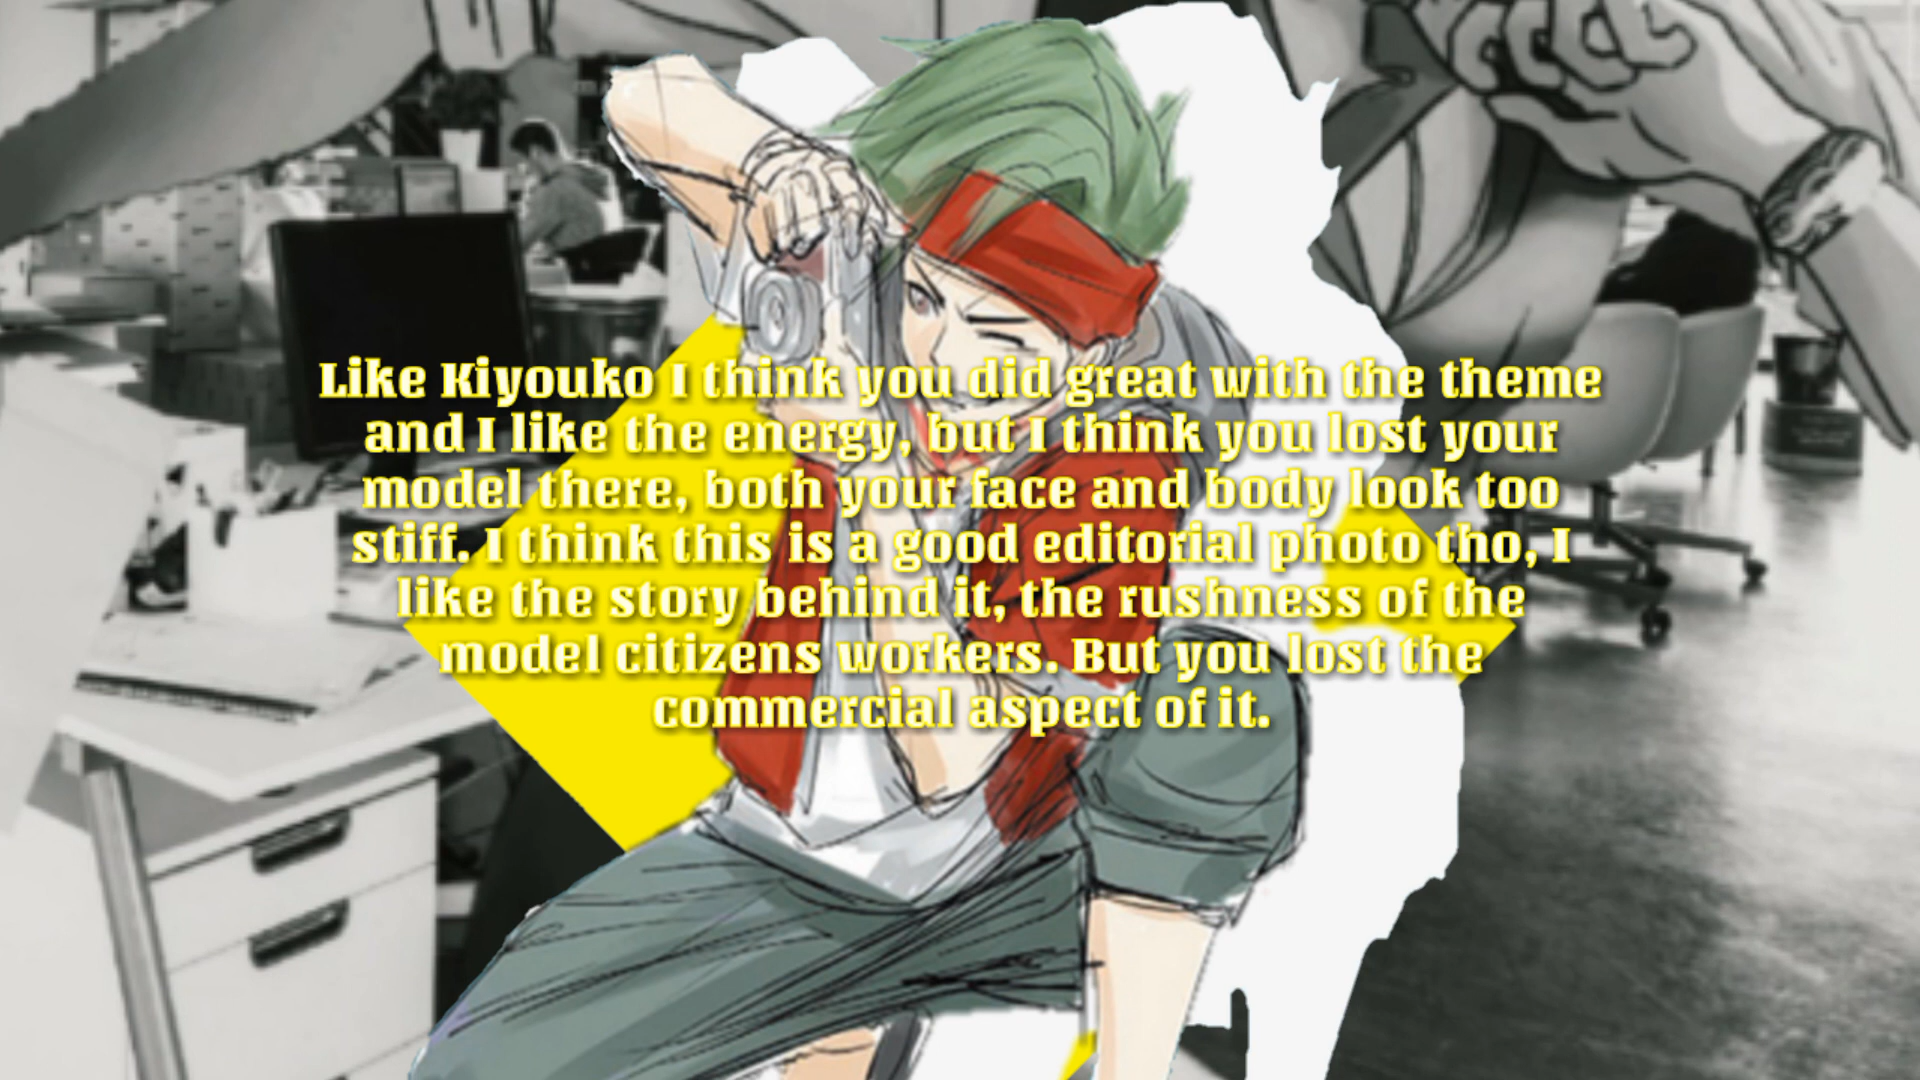 Like Kiyouko I think you did great with the theme
and I like the energy, but I think you lost your
model there, both your face and body look too
stiff. I think this is a good editorial photo tho, I
like the story behind it, the rushness of the
model citizens workers. But you lost the
commercial aspect of it.